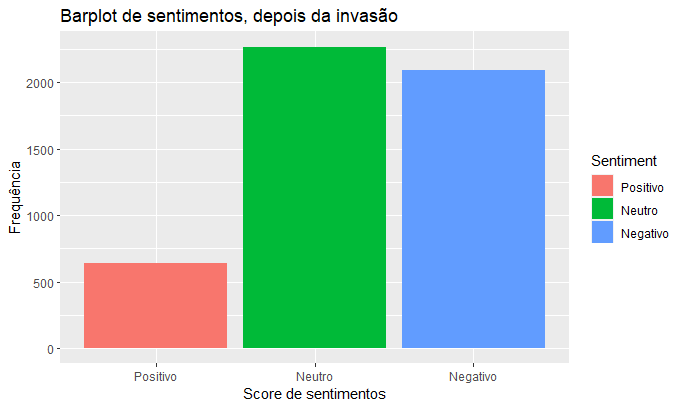 Barplot de sentimentos, depois da invasão
Frequência
2000
1500
1000
500
0
Positivo
Neutro
Negativo
Score de sentimentos
Sentiment
Positivo
Neutro
Negativo